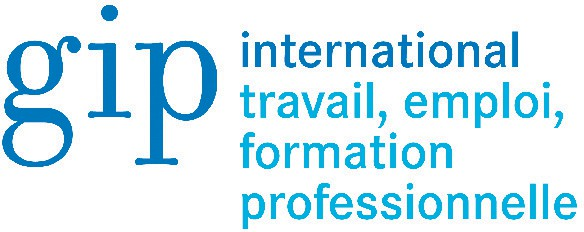 gip
international
travail, emploi,
formation
professionnelle